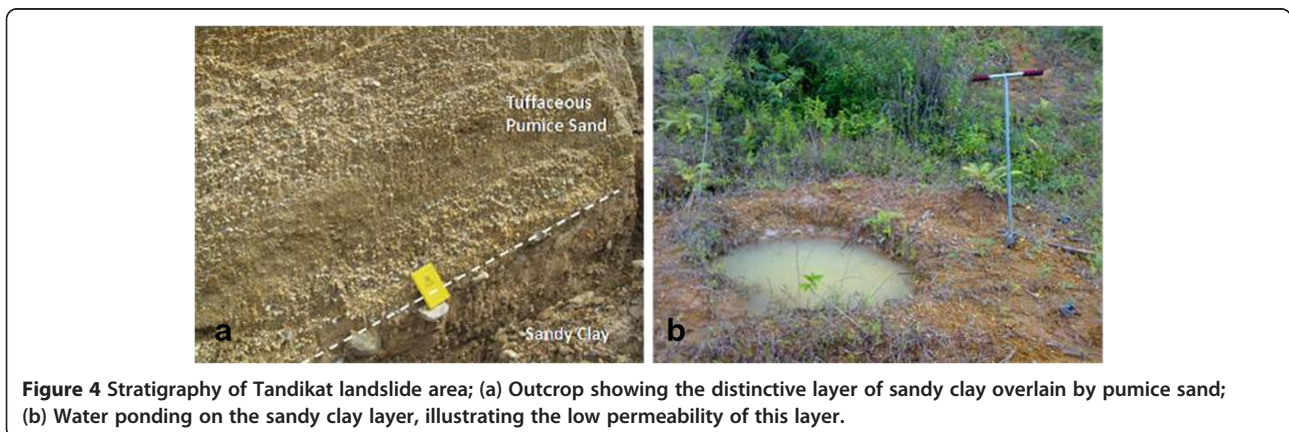 Tuffaceous
Pumice Sand
Sandy Clay
a
b
Figure 4 Stratigraphy of Tandikat landslide area; (a) Outcrop showing the distinctive layer of sandy clay overlain by pumice sand;
(b) Water ponding on the sandy clay layer, illustrating the low permeability of this layer.